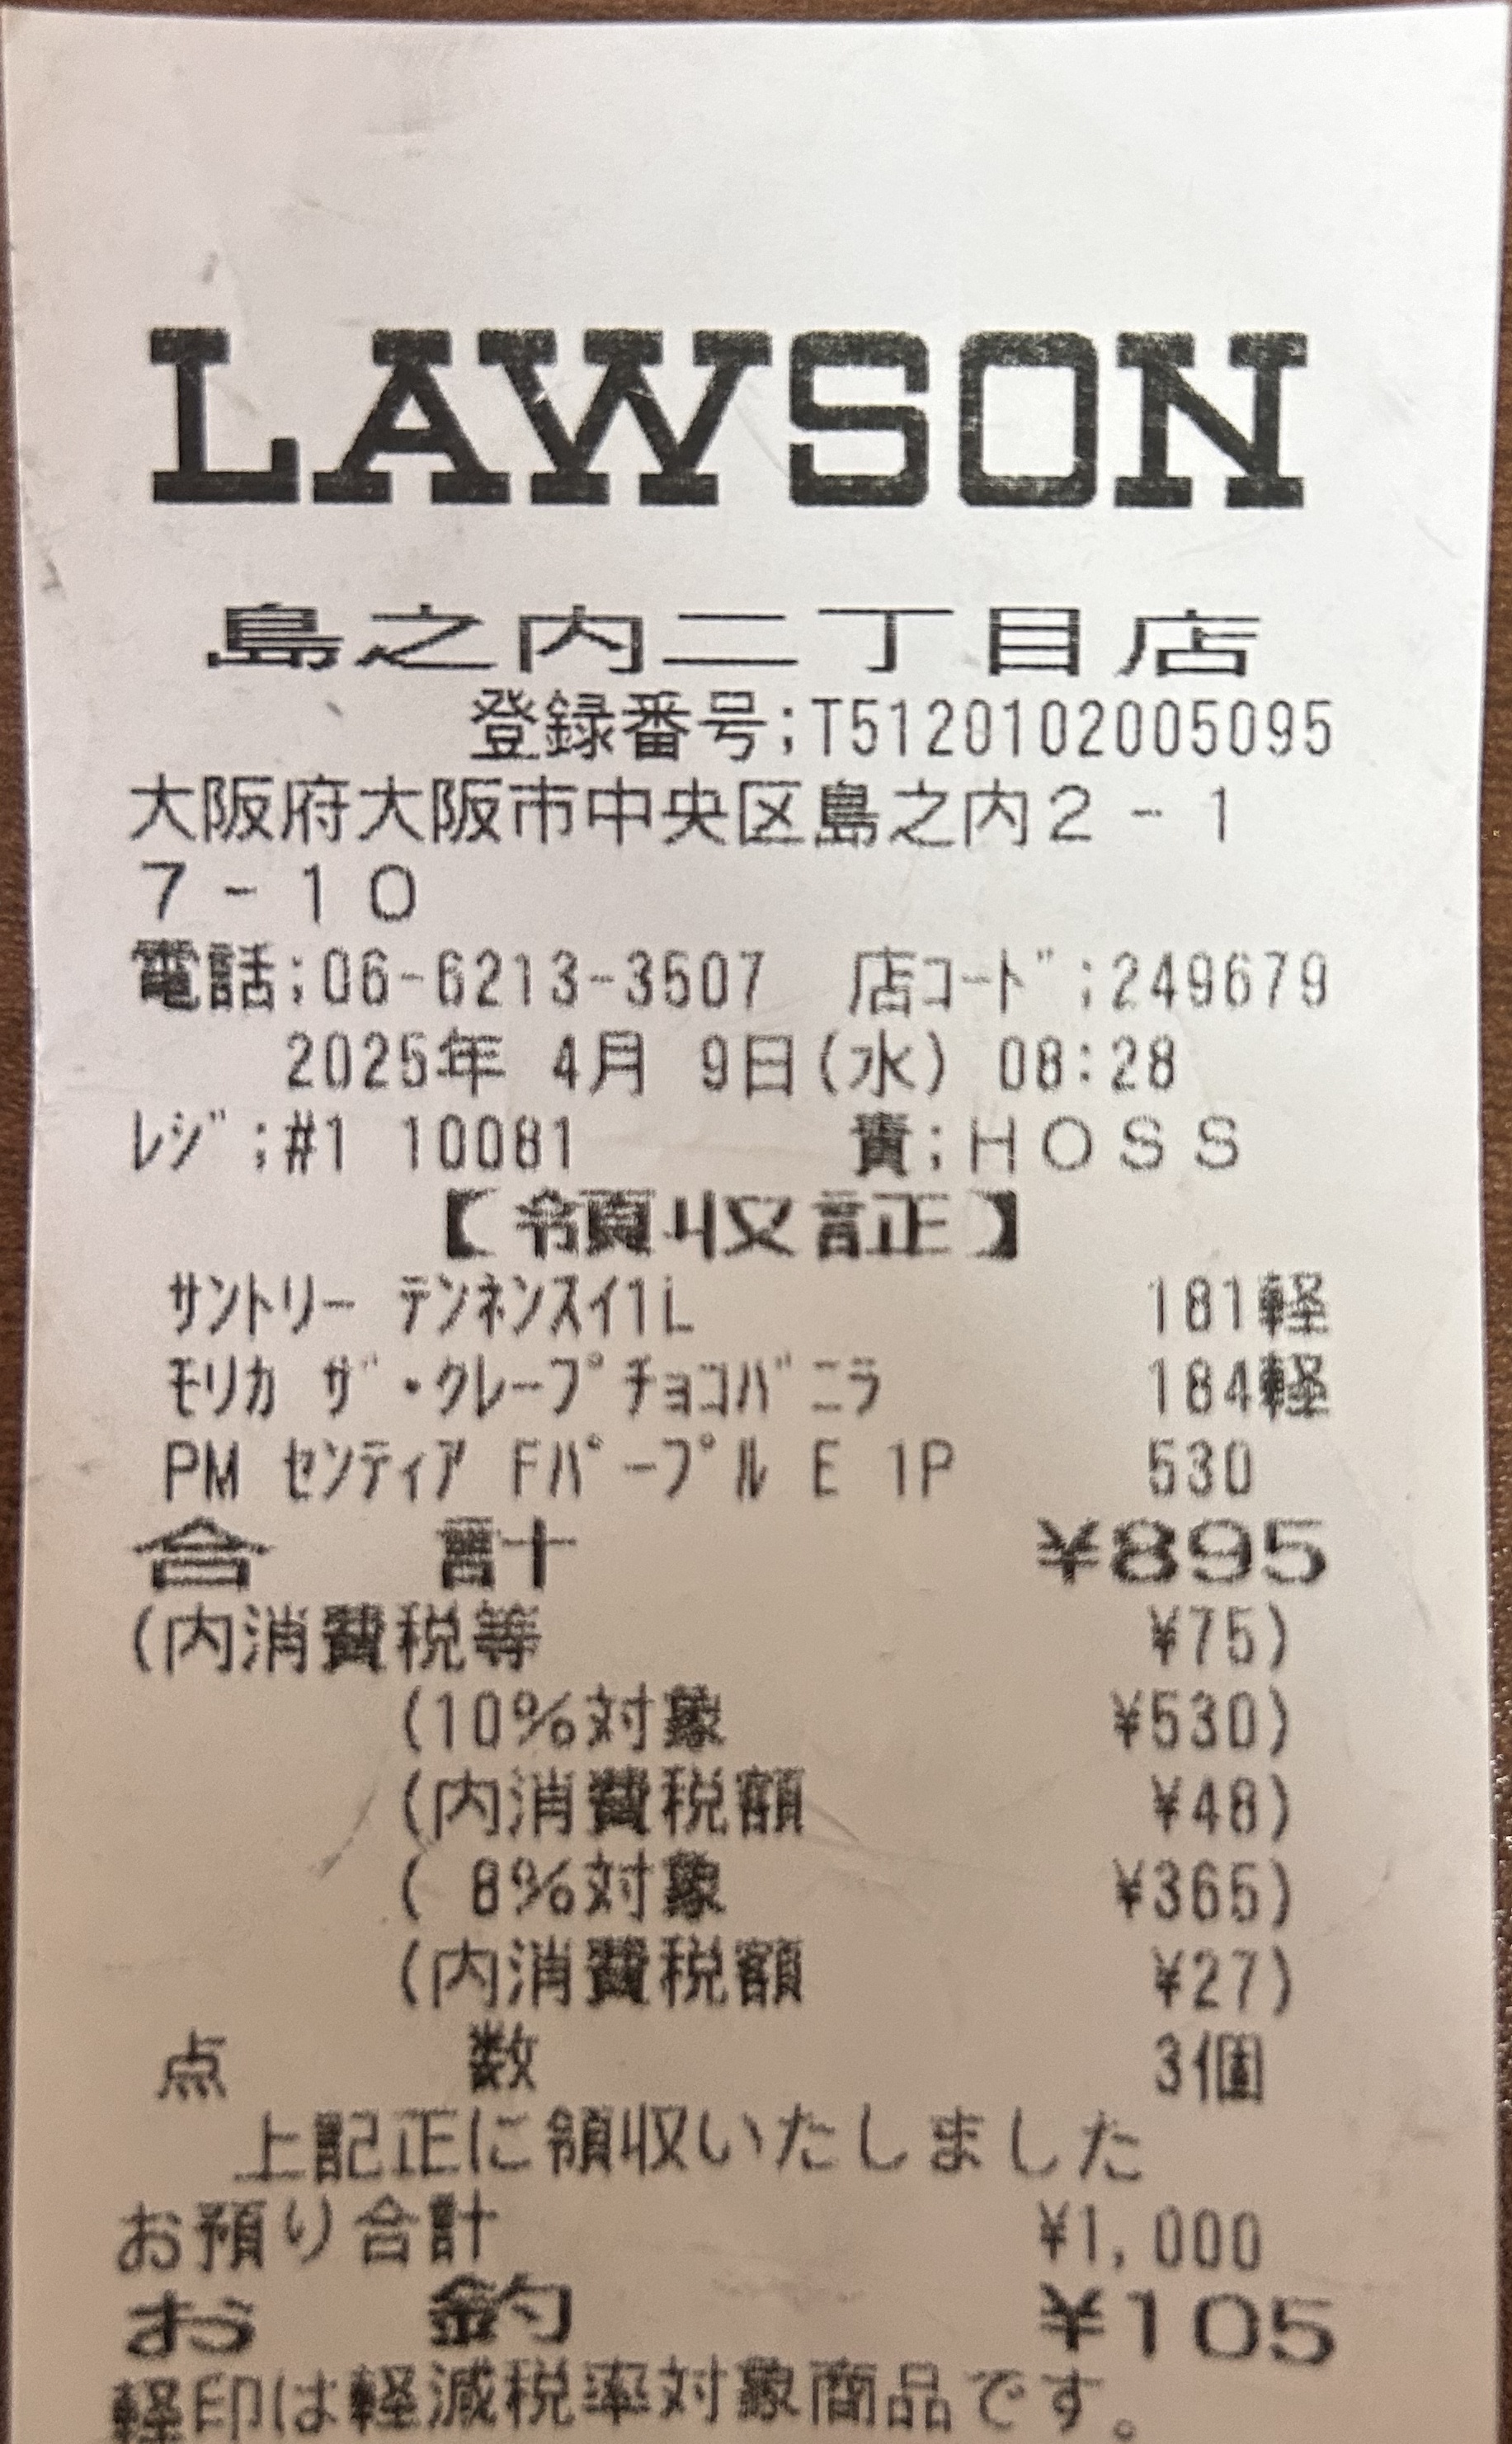 LAWSON
島之内二丁目店
登録番号;T5120102005095
大阪府大阪市中央区島之内2-1
7-10
電話;06-6213-3507 店ｺｰﾄﾞ;249679
2025年 4月 9日(水) 08:28
ﾚｼﾞ;#1 10081 責;HOSS
【領収証】
ｻﾝﾄﾘｰ ﾃﾝﾈﾝｽｲ1L 181軽
ﾓﾘｶ ｻﾞ･ｸﾚｰﾌﾟﾁｮｺﾊﾞﾆﾗ 184軽
PM ｾﾝﾃｨｱ Fﾊﾟｰﾌﾟﾙ E 1P 530
合 計 ¥895
(内消費税等 ¥75)
(10%対象 ¥530)
(内消費税額 ¥48)
( 8%対象 ¥365)
(内消費税額 ¥27)
点 数 3個
上記正に領収いたしました
お預り合計 ¥1,000
お 釣 ¥105
軽印は軽減税率対象商品です。